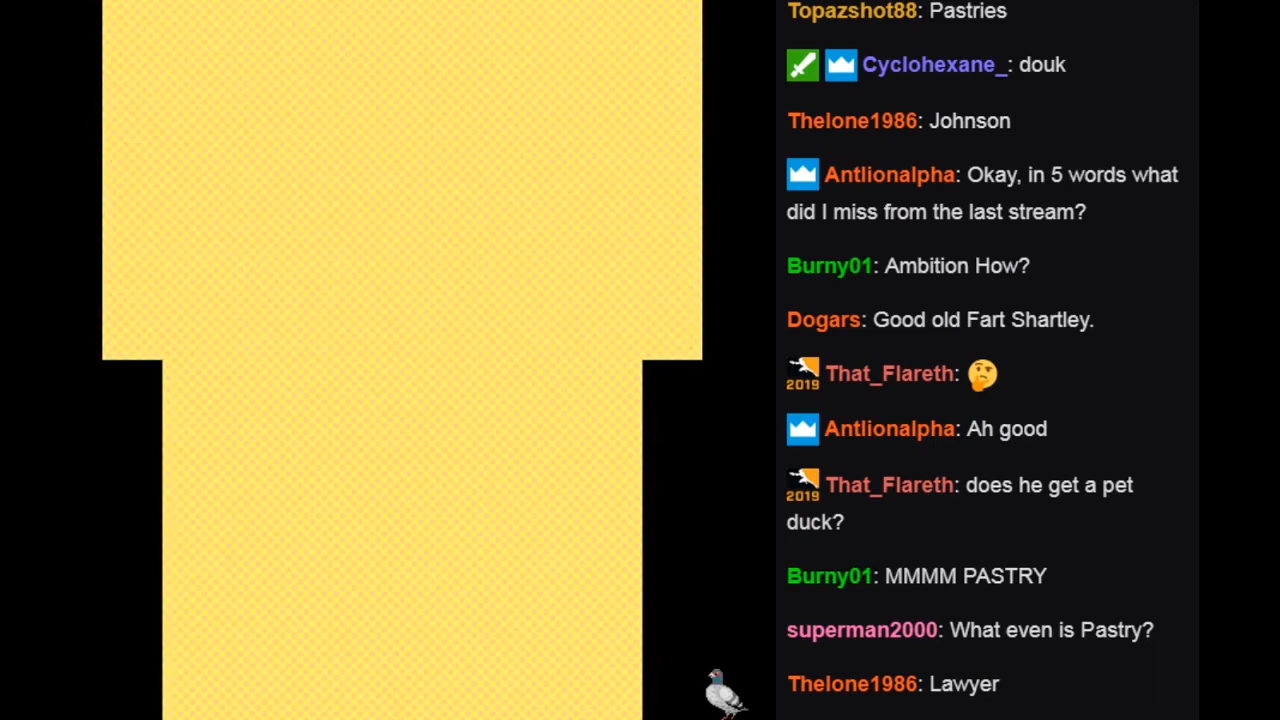 Topazshot88: Pastries
Cyclohexane_: douk
Thelone1986: Johnson
Antlionalpha: Okay, in 5 words what
did I miss from the last stream?
Burny01: Ambition How?
Dogars: Good old Fart Shartley.
2019 That_Flareth: 🤔
Antlionalpha: Ah good
2019 That_Flareth: does he get a pet
duck?
Burny01: MMMM PASTRY
superman2000: What even is Pastry?
Thelone1986: Lawyer